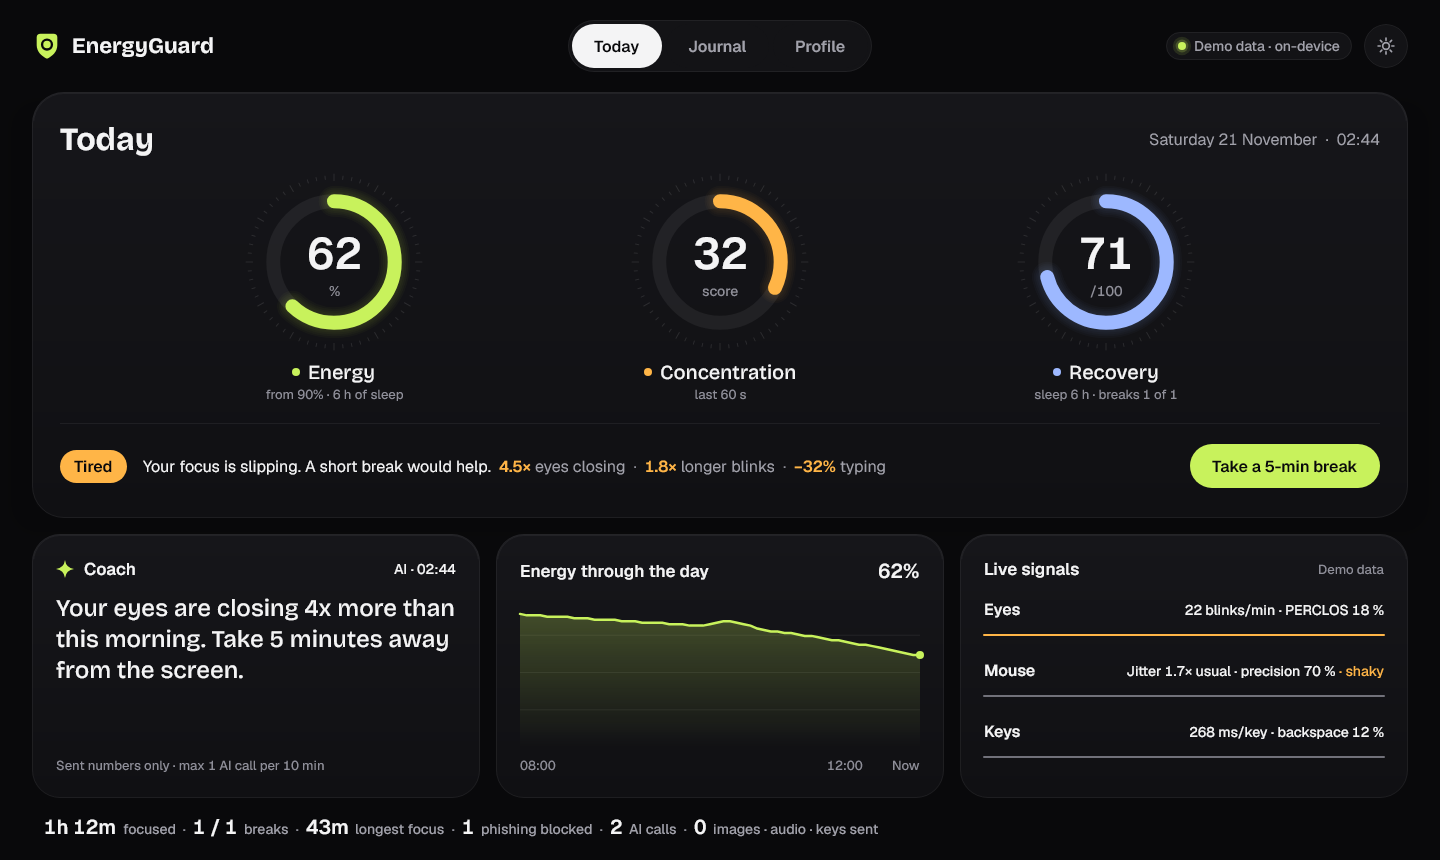 EnergyGuard
Today Journal Profile
Demo data · on-device
Today
Saturday 21 November · 02:44
62
%
Energy
from 90% · 6 h of sleep
32
score
Concentration
last 60 s
71
/100
Recovery
sleep 6 h · breaks 1 of 1
Tired Your focus is slipping. A short break would help. 4.5× eyes closing · 1.8× longer blinks · −32% typing
Take a 5-min break
Coach
AI · 02:44
Your eyes are closing 4x more than
this morning. Take 5 minutes away
from the screen.
Sent numbers only · max 1 AI call per 10 min
Energy through the day 62%
08:00 12:00 Now
Live signals Demo data
Eyes 22 blinks/min · PERCLOS 18 %
Mouse Jitter 1.7× usual · precision 70 % · shaky
Keys 268 ms/key · backspace 12 %
1h 12m focused · 1 / 1 breaks · 43m longest focus · 1 phishing blocked · 2 AI calls · 0 images · audio · keys sent